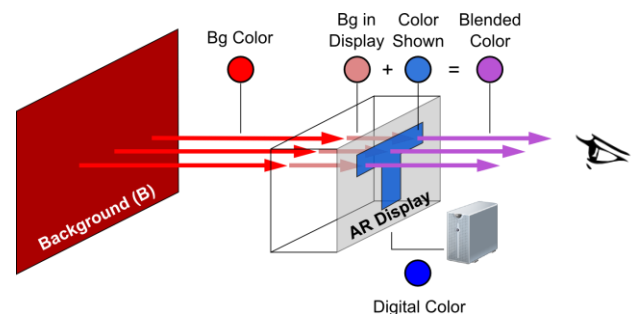 Bg Color
Bg in
Display
+
Color
Shown
=
Blended
Color
Background (B)
AR Display
Digital Color